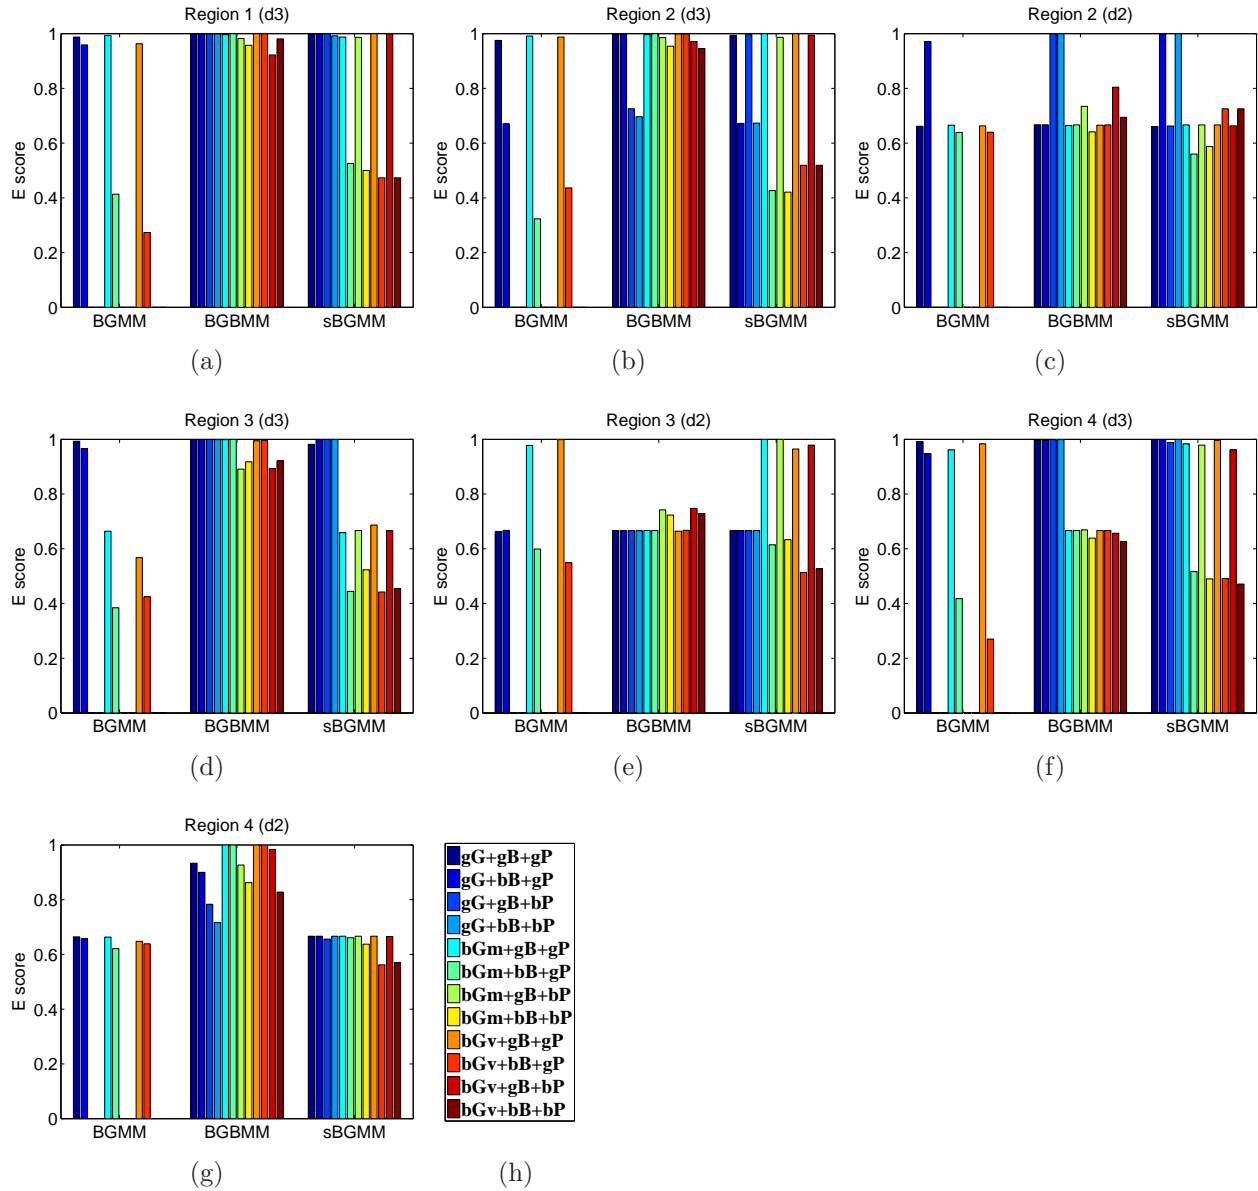 Region 1 (d3)
1
0.8
0.6
0.4
0.2
0
E score
BGMM BGBMM sBGMM
(a)
Region 2 (d3)
1
0.8
0.6
0.4
0.2
0
E score
BGMM BGBMM sBGMM
(b)
Region 2 (d2)
1
0.8
0.6
0.4
0.2
0
E score
BGMM BGBMM sBGMM
(c)
Region 3 (d3)
1
0.8
0.6
0.4
0.2
0
E score
BGMM BGBMM sBGMM
(d)
Region 3 (d2)
1
0.8
0.6
0.4
0.2
0
E score
BGMM BGBMM sBGMM
(e)
Region 4 (d3)
1
0.8
0.6
0.4
0.2
0
E score
BGMM BGBMM sBGMM
(f)
Region 4 (d2)
1
0.8
0.6
0.4
0.2
0
E score
BGMM BGBMM sBGMM
(g)
gG+gB+gP
gG+bB+gP
gG+gB+bP
gG+bB+bP
bGm+gB+gP
bGm+bB+gP
bGm+gB+bP
bGm+bB+bP
bGv+gB+gP
bGv+bB+gP
bGv+gB+bP
bGv+bB+bP
(h)